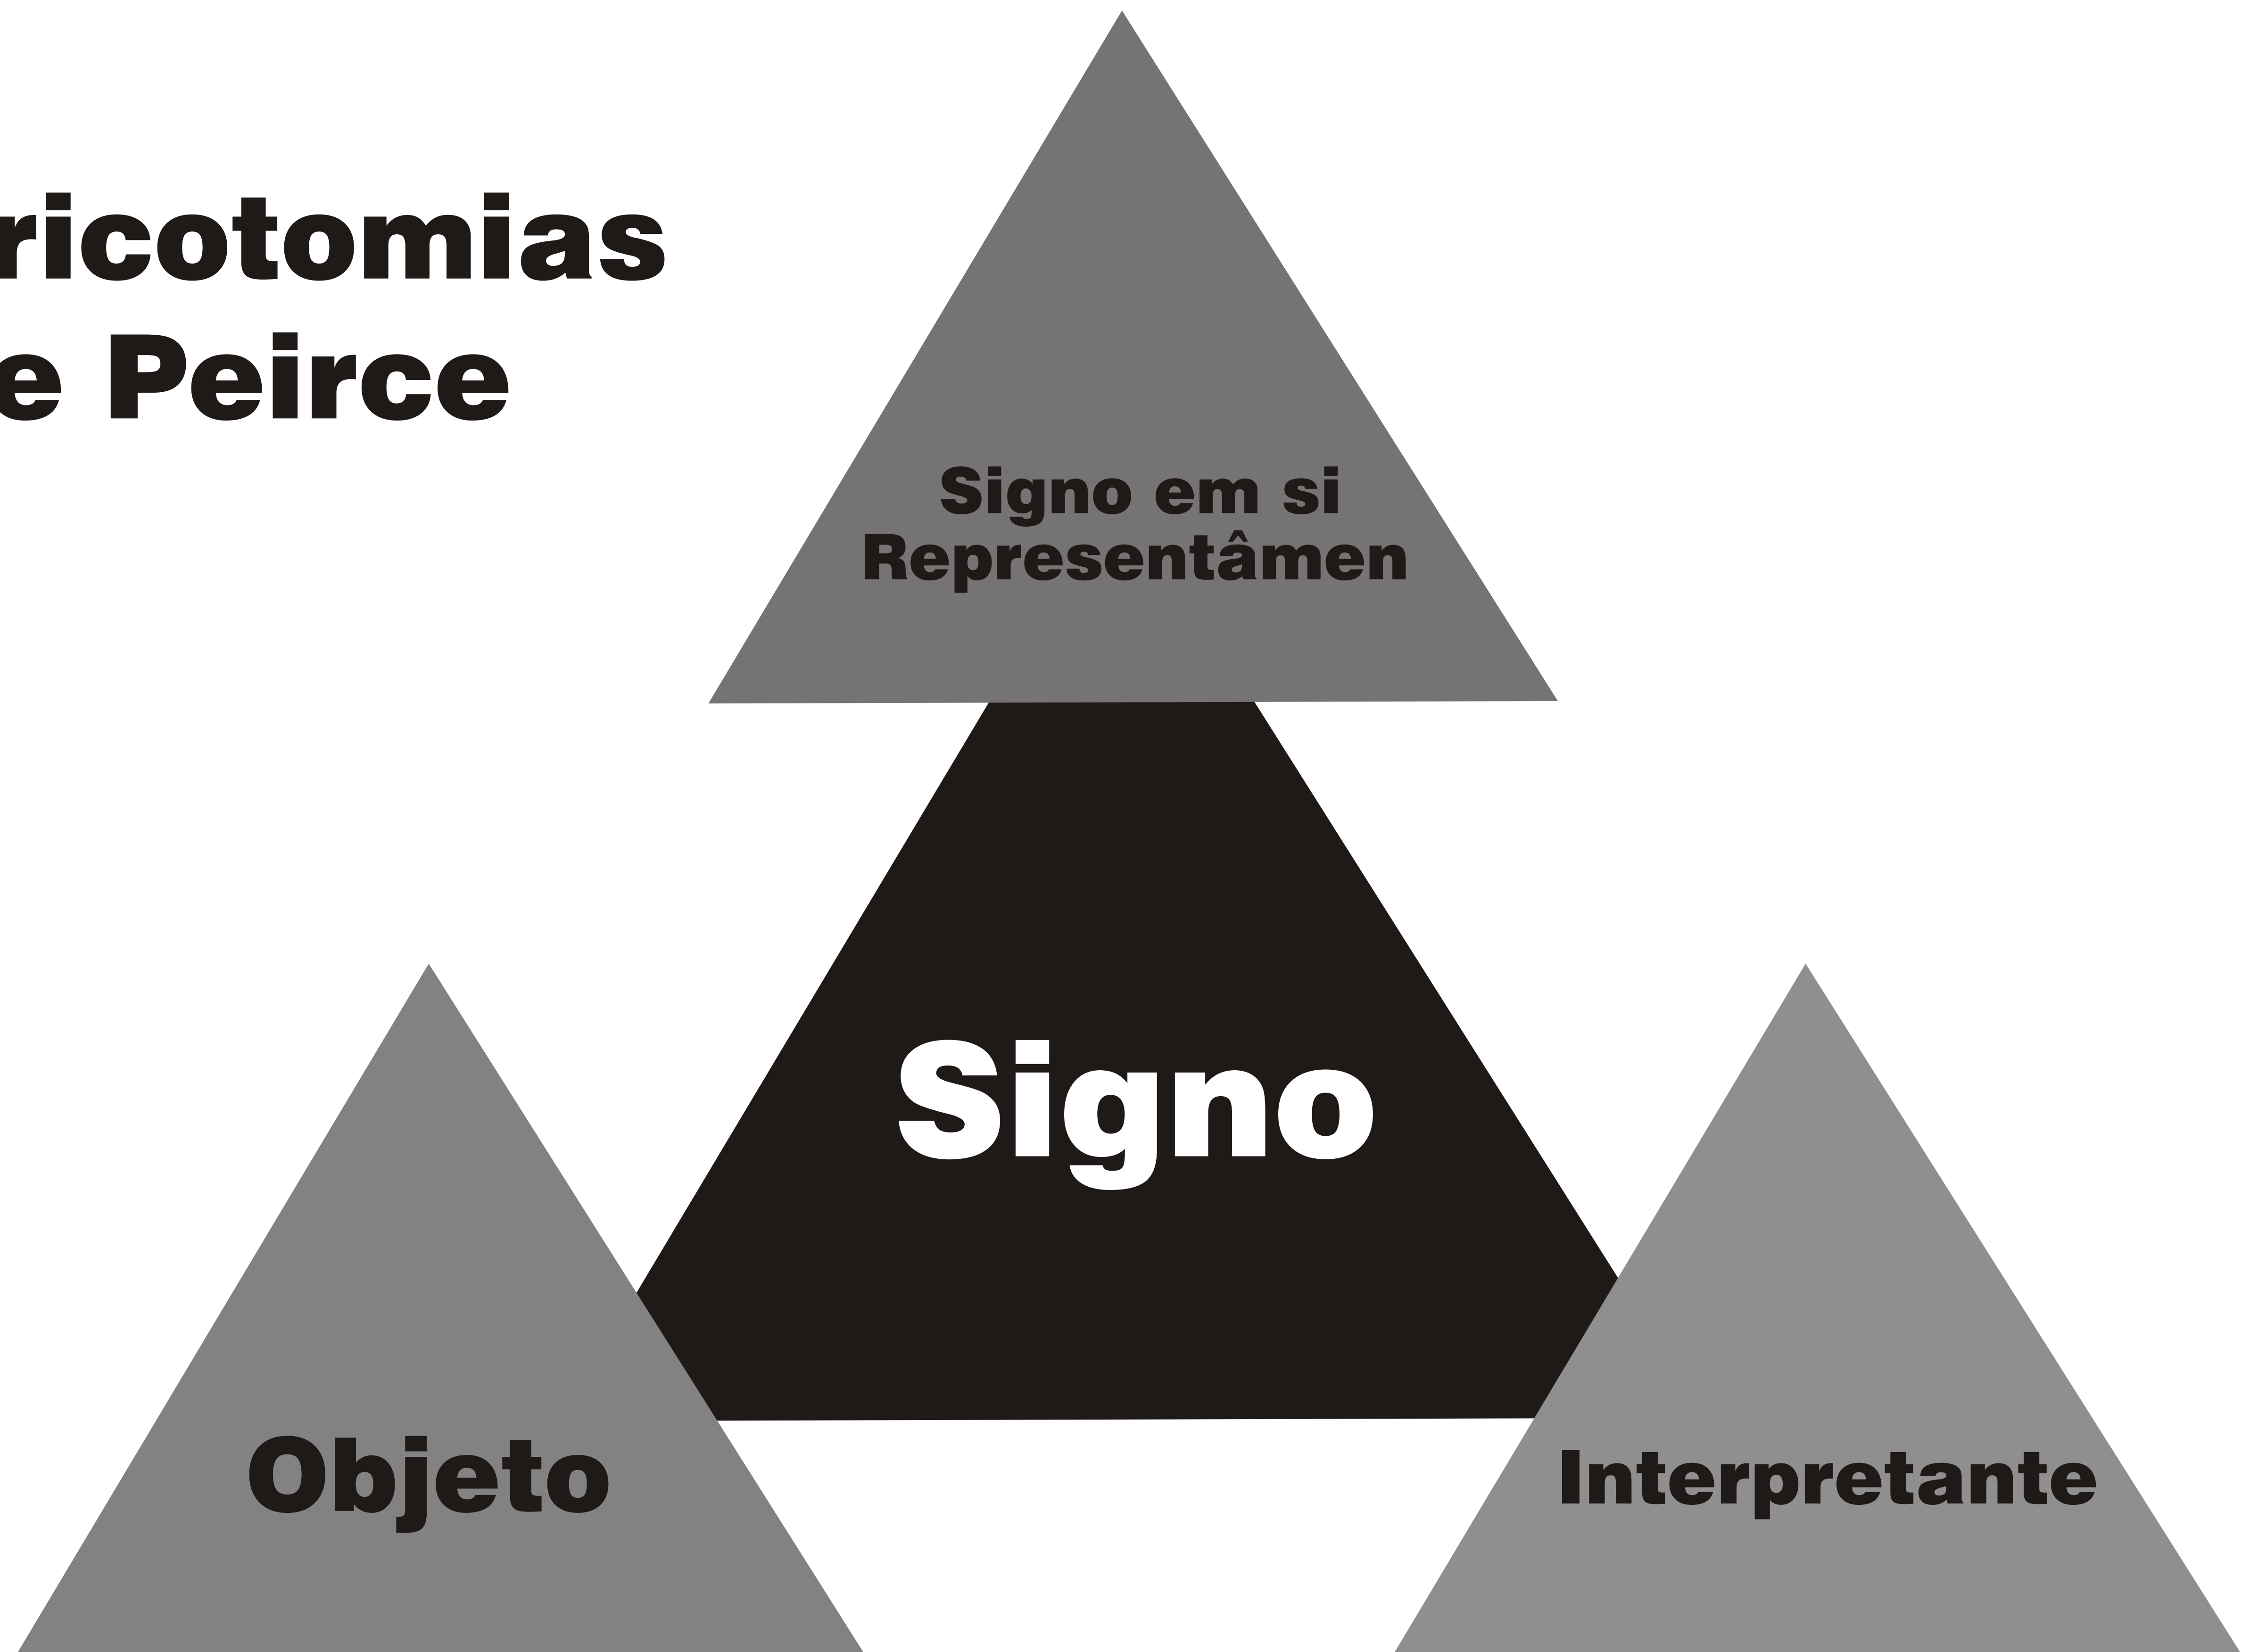 ricotomias
e Peirce
Signo em si
Representâmen
Signo
Objeto
Interpretante